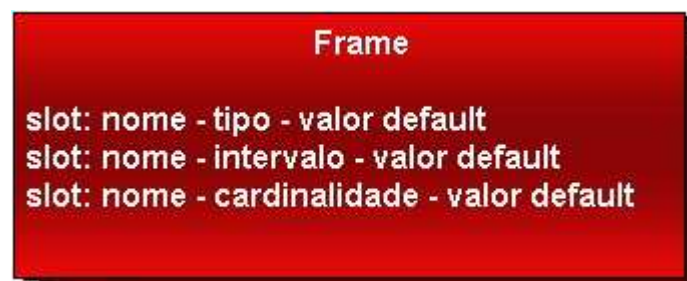 Frame
slot: nome - tipo - valor default
slot: nome - intervalo - valor default
slot: nome - cardinalidade - valor default